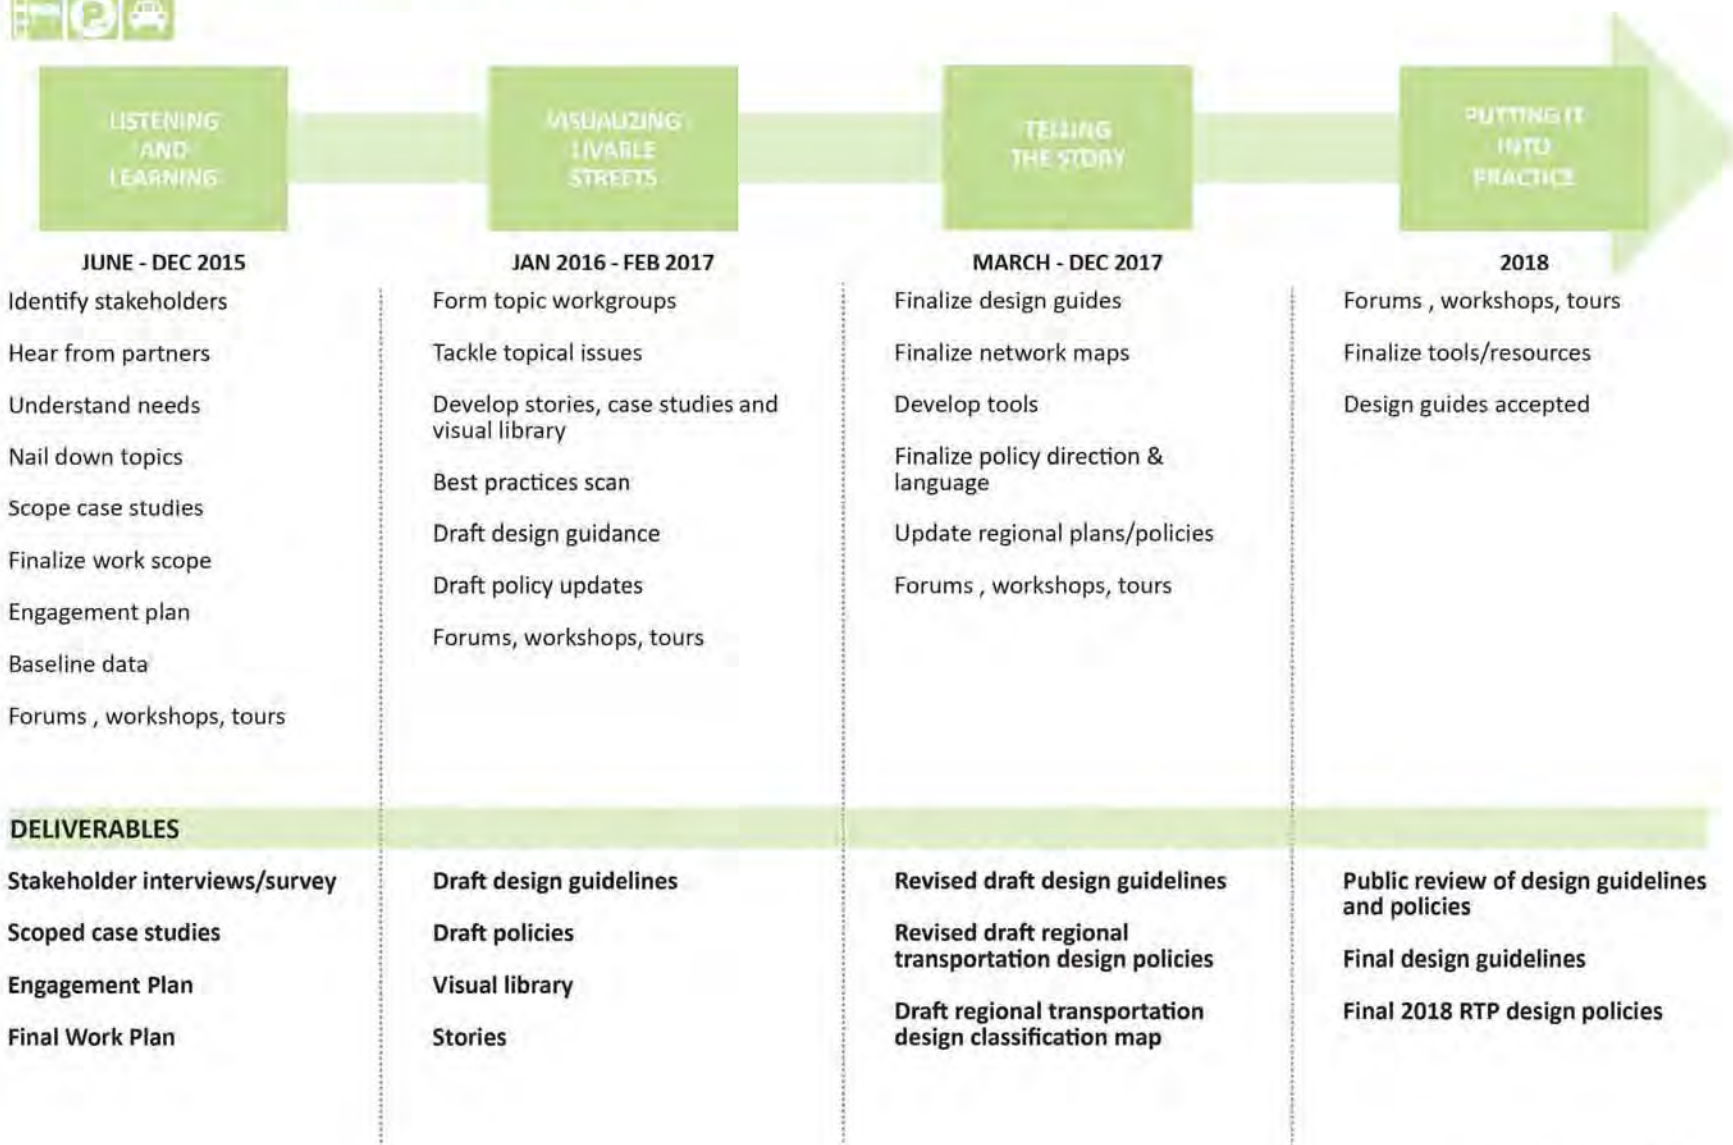 LISTENING
AND
LEARNING
VISUALIZING
LIVABLE
STREETS
TELLING
THE STORY
PUTTING IT
INTO
PRACTICE
JUNE - DEC 2015
Identify stakeholders
Hear from partners
Understand needs
Nail down topics
Scope case studies
Finalize work scope
Engagement plan
Baseline data
Forums , workshops, tours
JAN 2016 - FEB 2017
Form topic workgroups
Tackle topical issues
Develop stories, case studies and
visual library
Best practices scan
Draft design guidance
Draft policy updates
Forums, workshops, tours
MARCH - DEC 2017
Finalize design guides
Finalize network maps
Develop tools
Finalize policy direction &
language
Update regional plans/policies
Forums , workshops, tours
2018
Forums , workshops, tours
Finalize tools/resources
Design guides accepted
DELIVERABLES
Stakeholder interviews/survey
Scoped case studies
Engagement Plan
Final Work Plan
Draft design guidelines
Draft policies
Visual library
Stories
Revised draft design guidelines
Revised draft regional
transportation design policies
Draft regional transportation
design classification map
Public review of design guidelines
and policies
Final design guidelines
Final 2018 RTP design policies